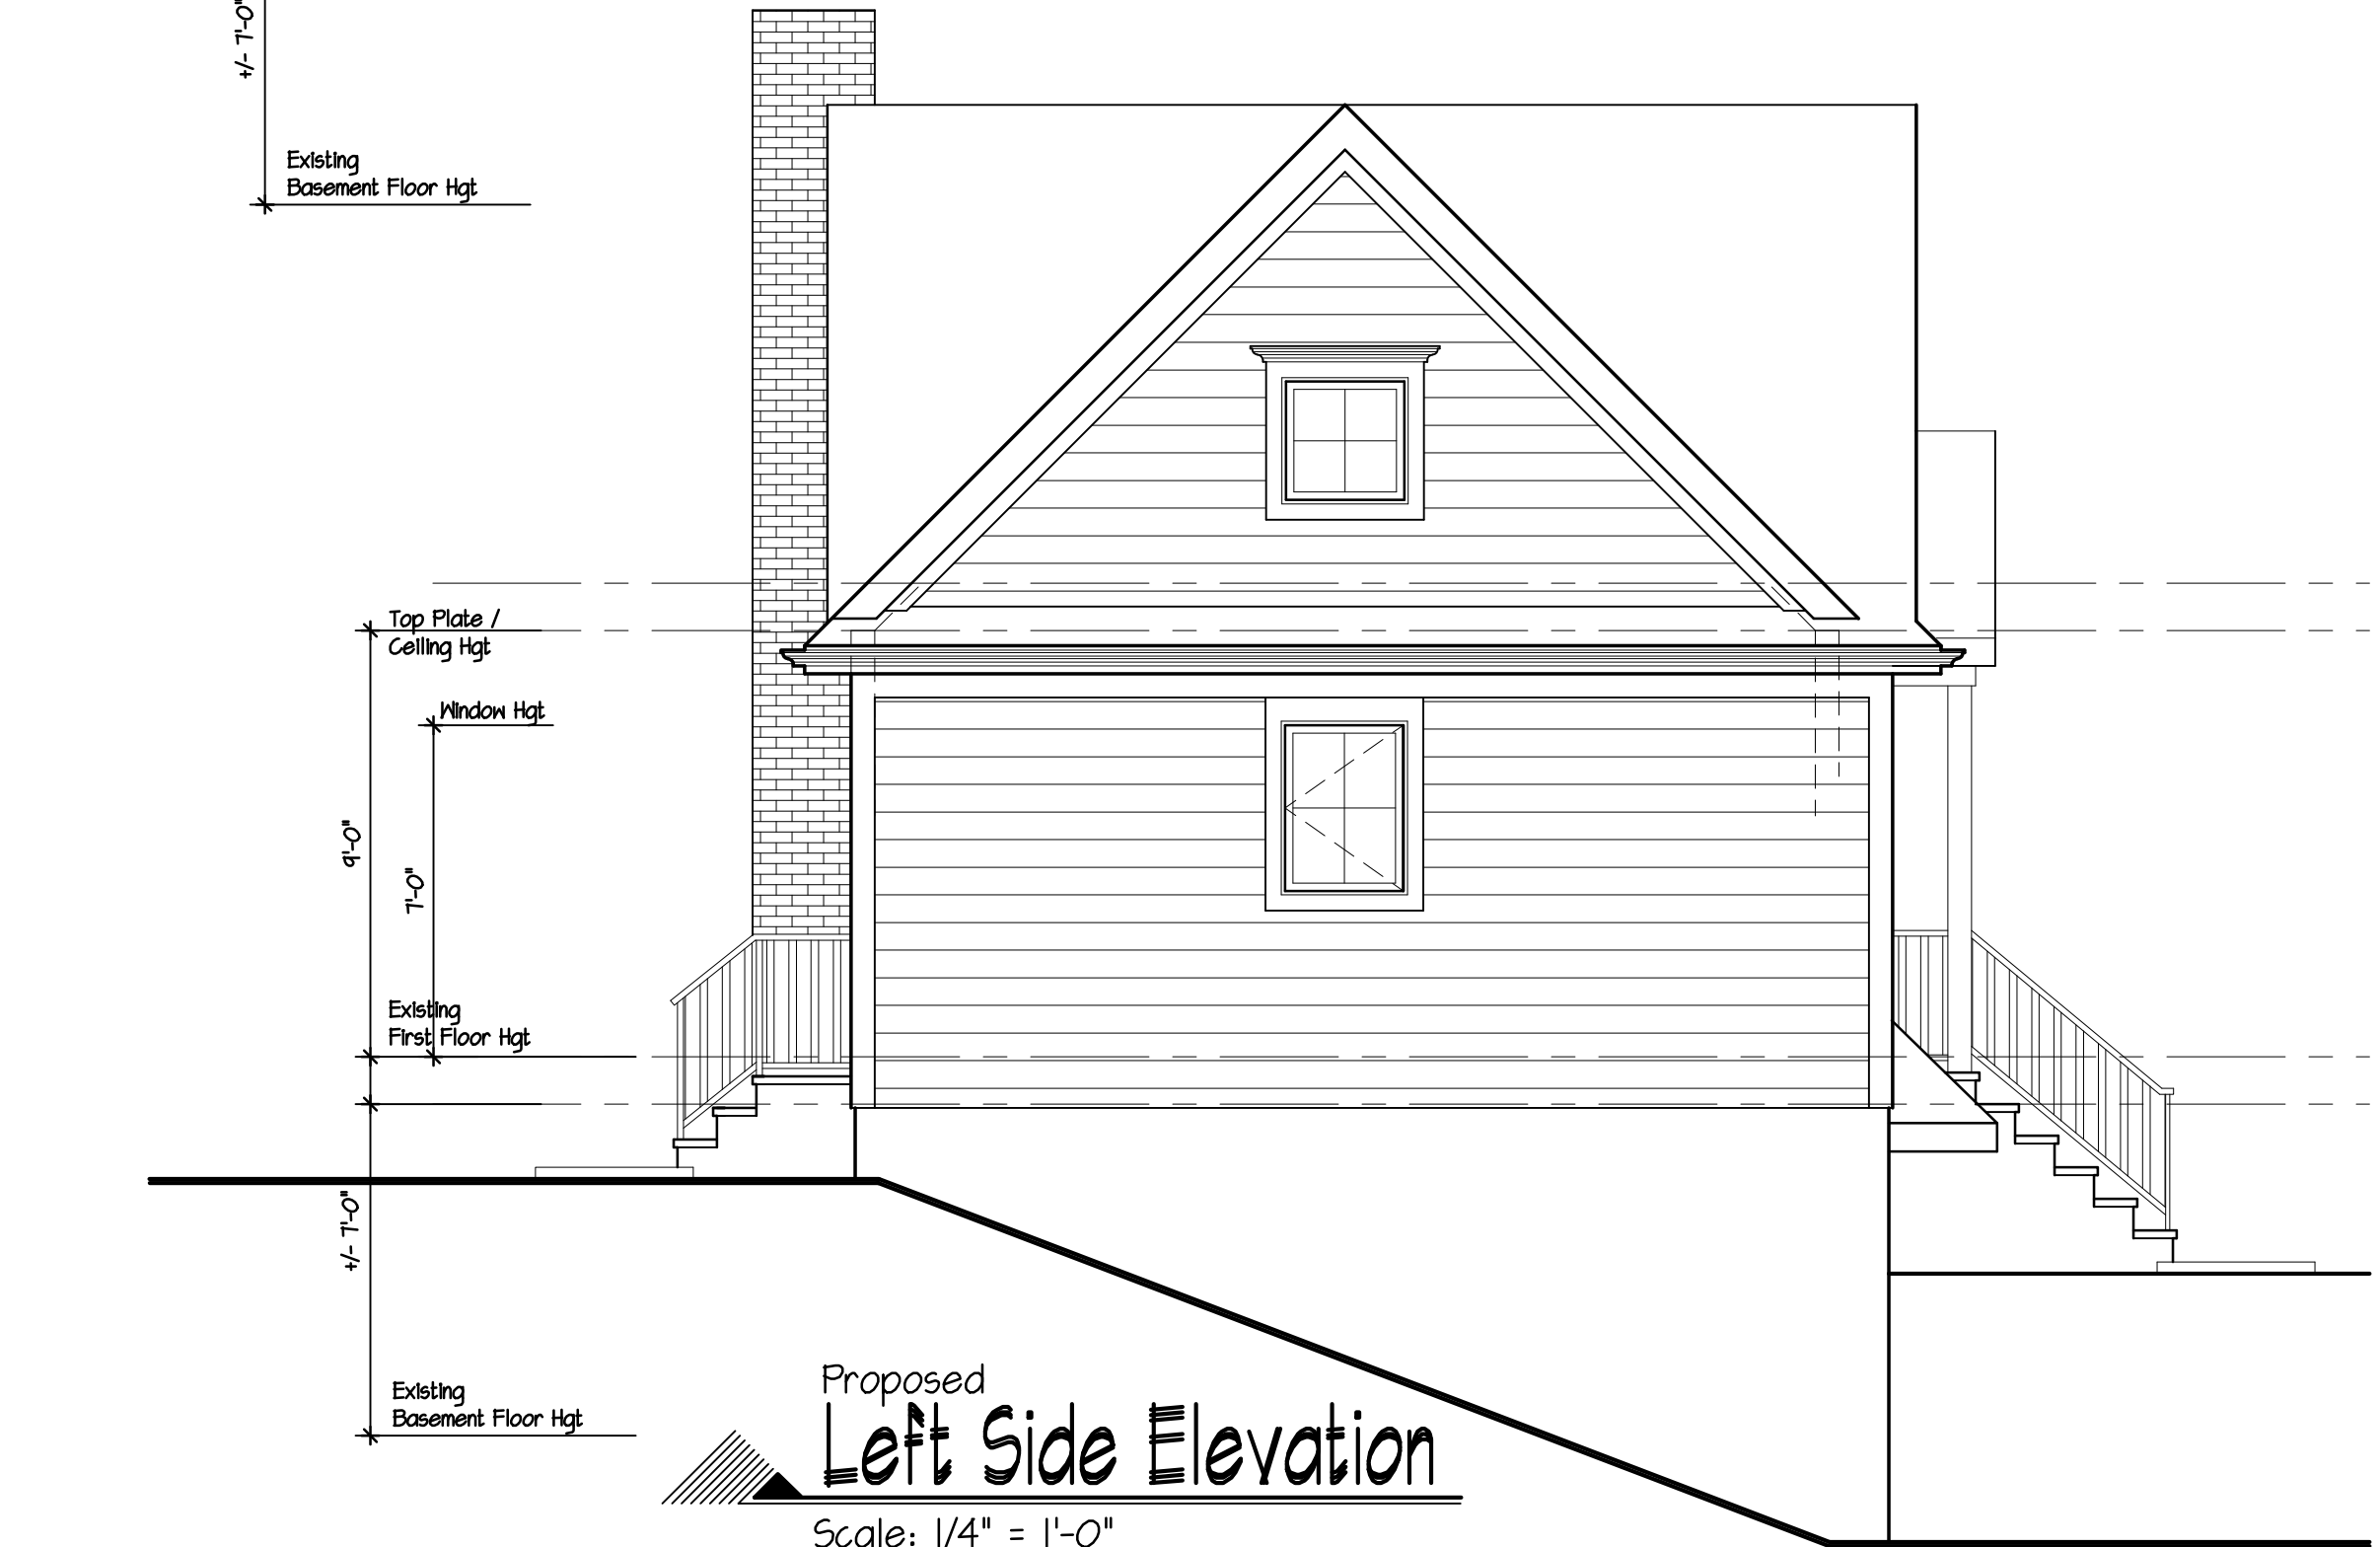 +/- 7'-0"
Existing
Basement Floor Hgt
Top Plate /
Ceiling Hgt
Window Hgt
9'-0"
7'-0"
Existing
First Floor Hgt
+/- 7'-0"
Existing
Basement Floor Hgt
Proposed
Left Side Elevation
Scale: 1/4" = 1'-0"